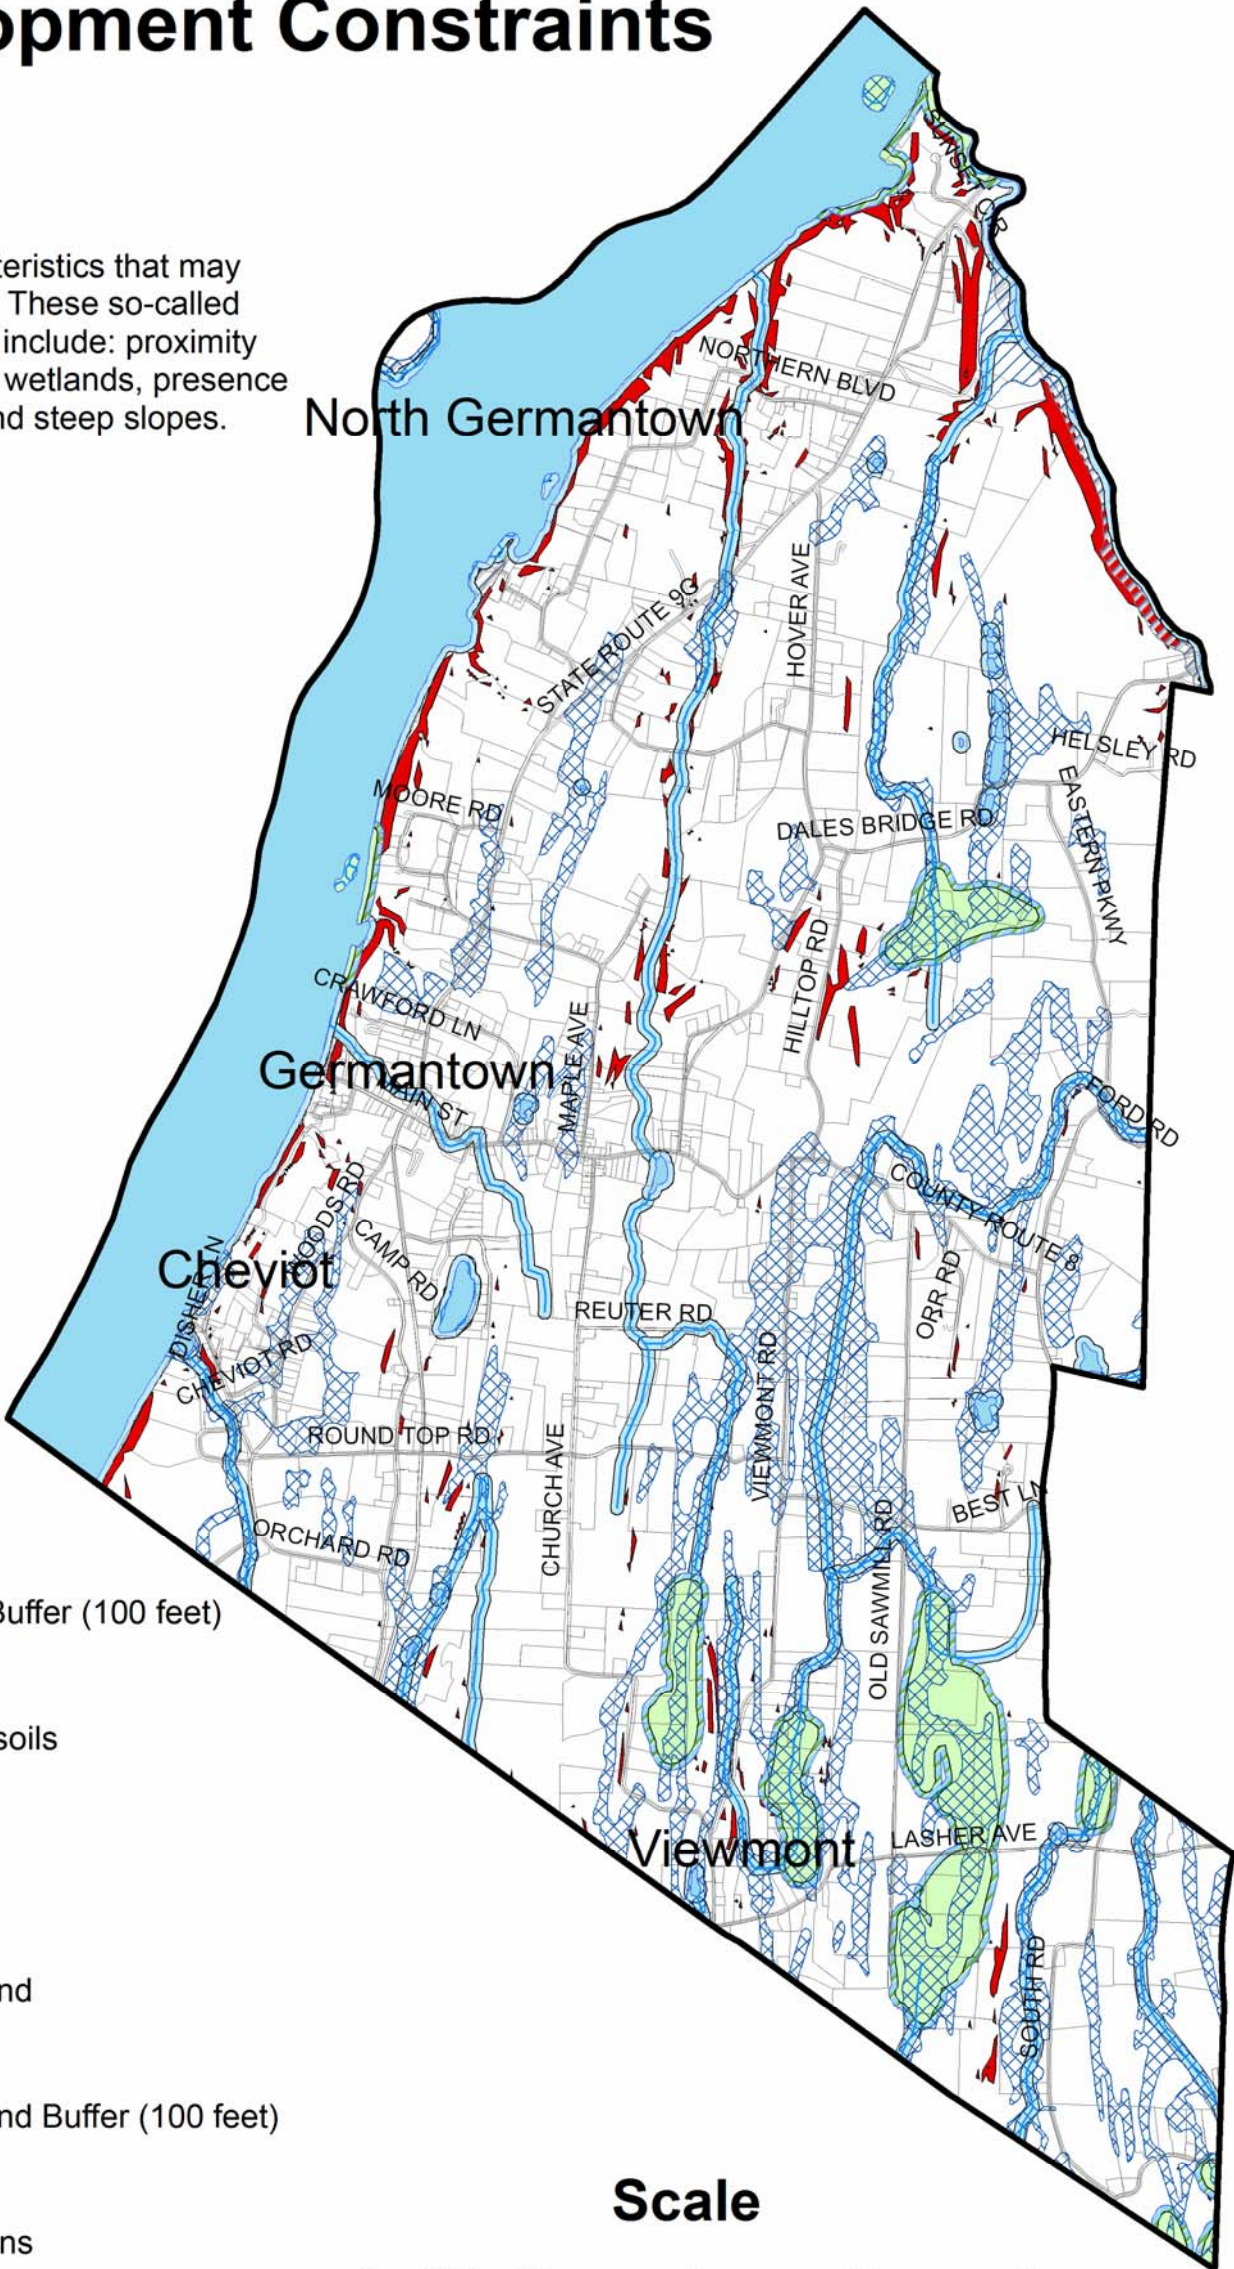 opment Constraints
teristics that may
These so-called
include: proximity
wetlands, presence
nd steep slopes.
SUNSET CIR
NORTHERN BLVD
North Germantown
HOVER AVE
STATE ROUTE 9G
HELSLEY RD
EASTERN PKWY
MOORE RD
DALES BRIDGE RD
HILLTOP RD
CRAWFORD LN
MAPLE AVE
Germantown
MAIN ST
FORD RD
COUNTY ROUTE 8
WOODS RD
CAMP RD
Cheviot
DISHER LN
ORR RD
REUTER RD
CHEVIOT RD
VIEWMONT RD
ROUND TOP RD
CHURCH AVE
BEST LN
ORCHARD RD
OLD SAWMILL RD
Buffer (100 feet)
soils
LASHER AVE
Viewmont
SOUTH RD
nd
nd Buffer (100 feet)
Scale
ns